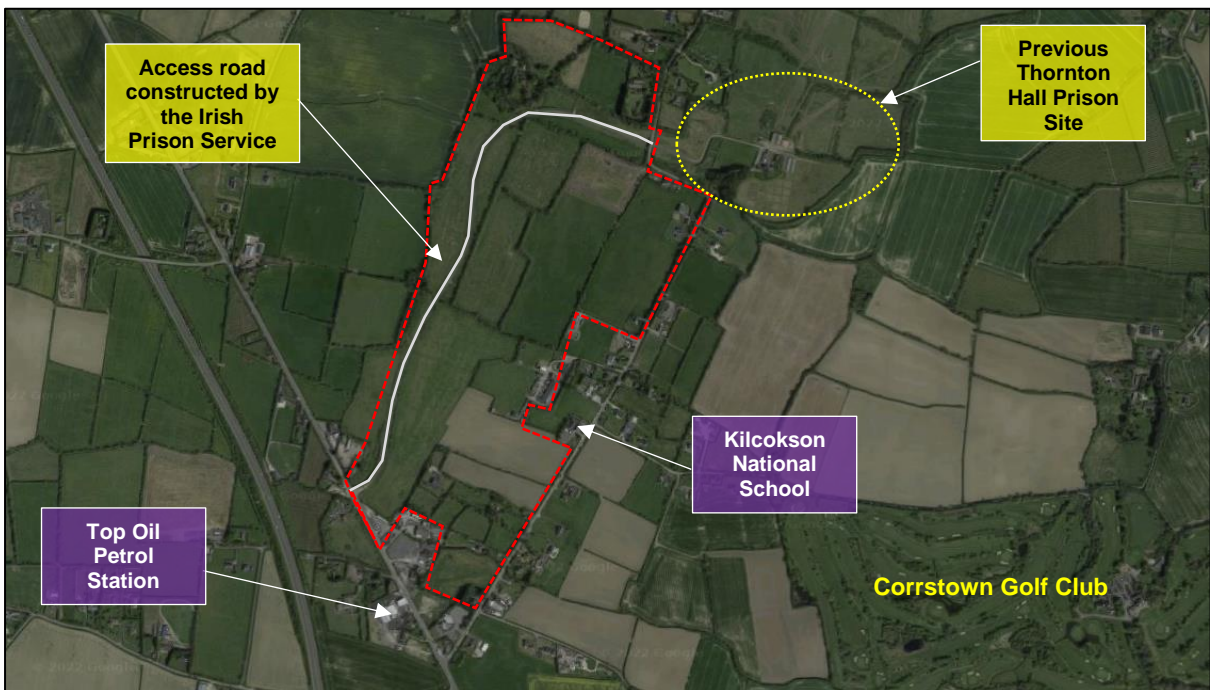 Access road
constructed by
the Irish
Prison Service
Previous
Thornton
Hall Prison
Site
Kilcokson
National
School
Top Oil
Petrol
Station
Corrstown Golf Club